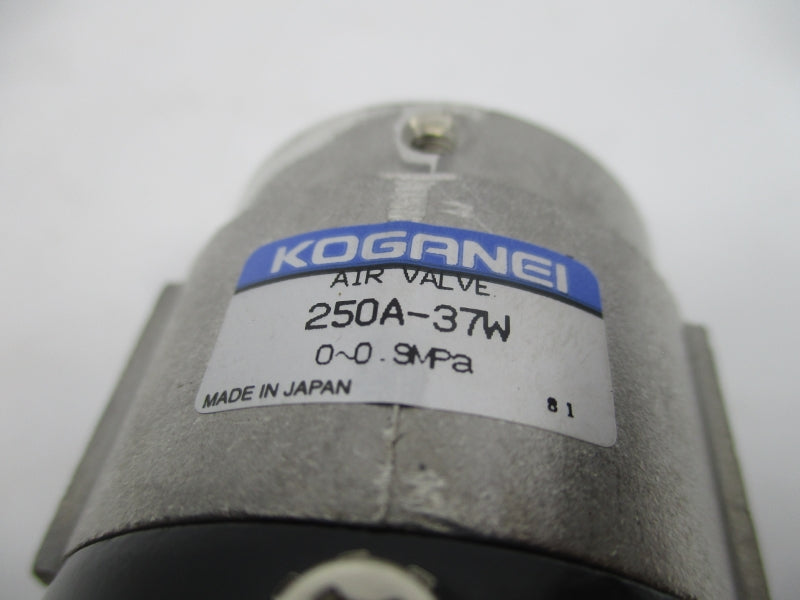 KOGANEI
AIR VALVE
250A-37W
0~0.9MPa
MADE IN JAPAN 81